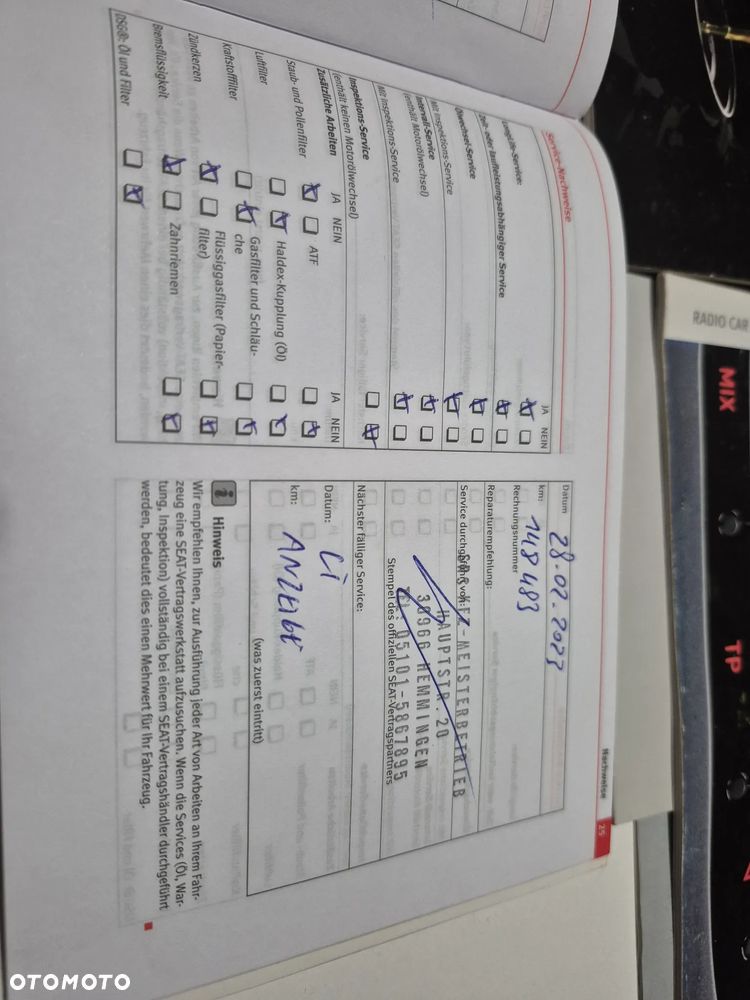 Service-Nachweise
Nachweise
25
JA NEIN
LongLife-Service:
Zeit- oder laufleistungsabhängiger Service
Ölwechsel-Service
Mit Inspektions-Service
Intervall-Service
(enthält Motorölwechsel)
Mit Inspektions-Service
Inspektions-Service
(enthält keinen Motorölwechsel)
Zusätzliche Arbeiten JA NEIN JA NEIN
Staub- und Pollenfilter ATF
Luftfilter Haldex-Kupplung (Öl)
Kraftstofffilter Gasfilter und Schläu-
che
Zündkerzen Flüssiggasfilter (Papier-
filter)
Bremsflüssigkeit Zahnriemen
DSG®: Öl und Filter
Datum 28.02.2023
km: 148 483
Rechnungsnummer
Reparaturempfehlung:
Service durchgeführt von:
-MEISTERBETRIEB
HAUPTSTR. 20
30966 HEMMINGEN
TEL: 05101-5867895
Stempel des offiziellen SEAT-Vertragspartners
Nächster fälliger Service:
Datum: Lt
km: ANZEIGE
(was zuerst eintritt)
i Hinweis
Wir empfehlen Ihnen, zur Ausführung jeder Art von Arbeiten an Ihrem Fahr-
zeug eine SEAT-Vertragswerkstatt aufzusuchen. Wenn die Services (Öl, War-
tung, Inspektion) vollständig bei einem SEAT-Vertragshändler durchgeführt
werden, bedeutet dies einen Mehrwert für Ihr Fahrzeug.
RADIO CAR
MIX
TP
OTOMOTO